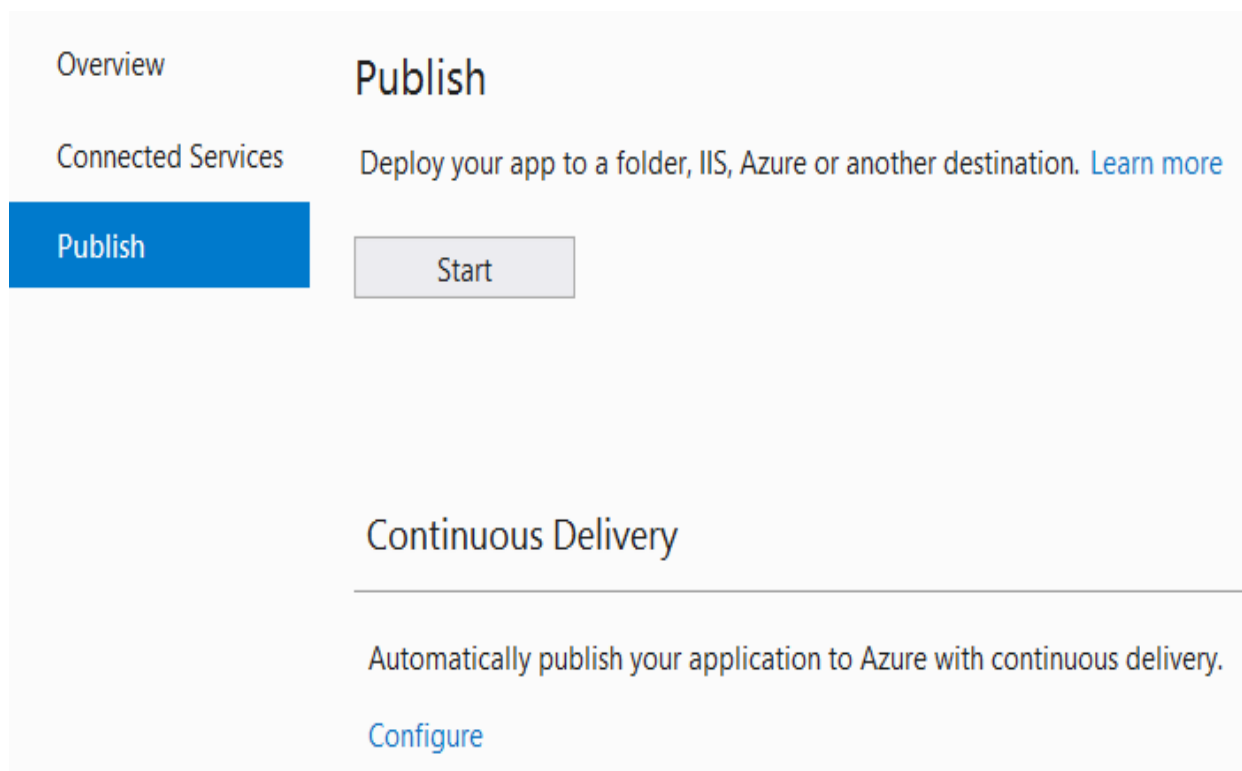 Overview
Connected Services
Publish
Publish
Deploy your app to a folder, IIS, Azure or another destination. Learn more
Start
Continuous Delivery
Automatically publish your application to Azure with continuous delivery.
Configure